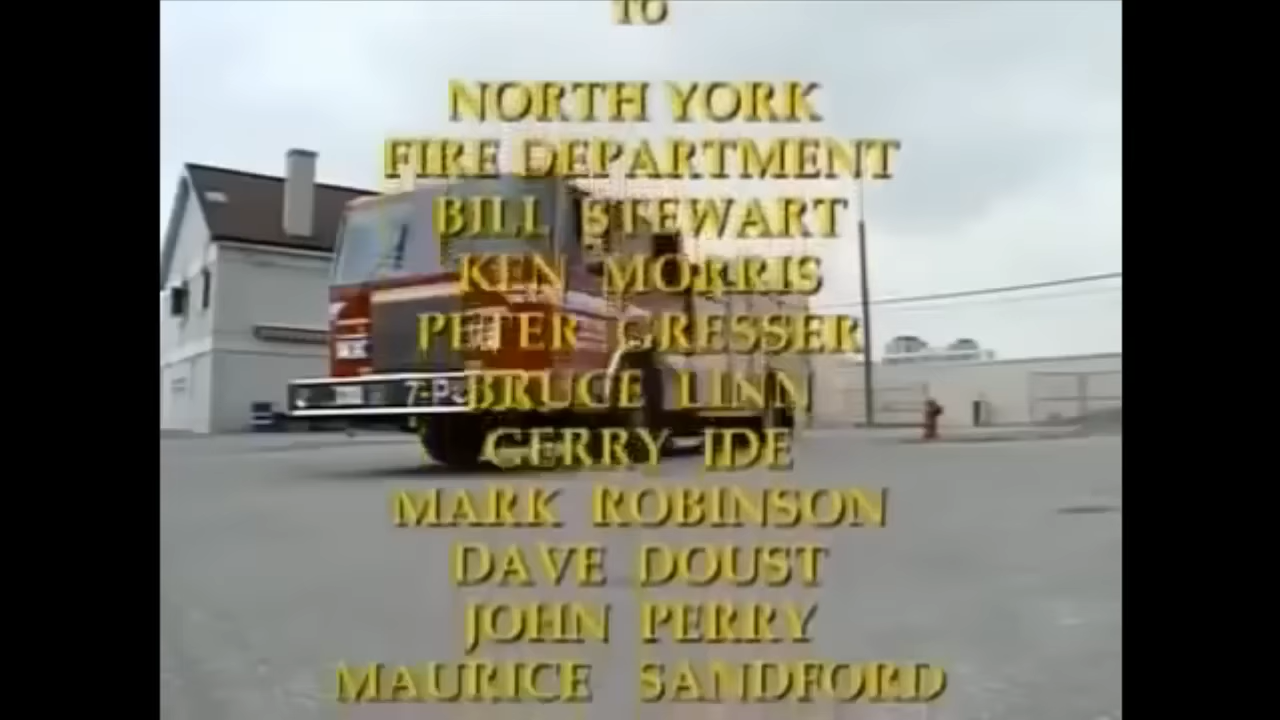 TO
NORTH YORK
FIRE DEPARTMENT
BILL STEWART
KEN MORRIS
PETER GRESSER
BRUCE LINN
GERRY IDE
MARK ROBINSON
DAVE DOUST
JOHN PERRY
MAURICE SANDFORD
7-P